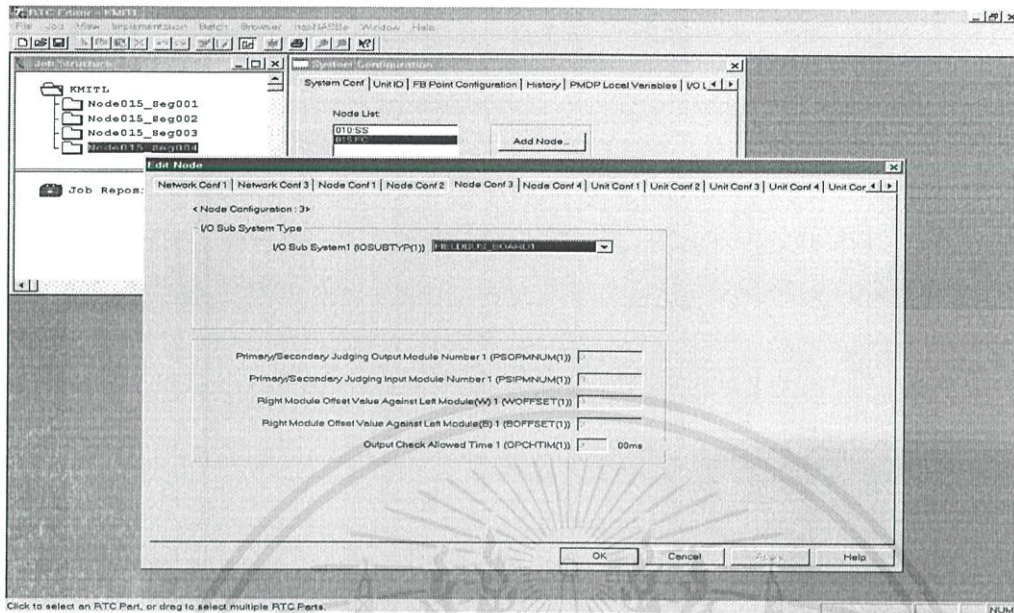 RTC Editor - KMITL
File Job View Implementation Batch Browser Window Help
Job Structure
KMITL
Node015_Seg001
Node015_Seg002
Node015_Seg003
Node015_Seg004
System Configuration
System Conf Unit ID FB Point Configuration History PMDP Local Variables I/O L
Node List
010:SS
015:FC
Add Node...
Job Repos
Edit Node
Network Conf 1 Network Conf 3 Node Conf 1 Node Conf 2 Node Conf 3 Node Conf 4 Unit Conf 1 Unit Conf 2 Unit Conf 3 Unit Conf 4 Unit Con
< Node Configuration : 3>
I/O Sub System Type
I/O Sub System1 (IOSUBTYP(1)) FIELDBUS_BOARD1
Primary/Secondary Judging Output Module Number 1 (PSOPMNUM(1))
Primary/Secondary Judging Input Module Number 1 (PSIPMNUM(1))
Right Module Offset Value Against Left Module(W) 1 (WOFFSET(1))
Right Module Offset Value Against Left Module(B) 1 (BOFFSET(1))
Output Check Allowed Time 1 (OPCHTIM(1)) 00ms
OK Cancel Apply Help
Click to select an RTC Part, or drag to select multiple RTC Parts.
NUM